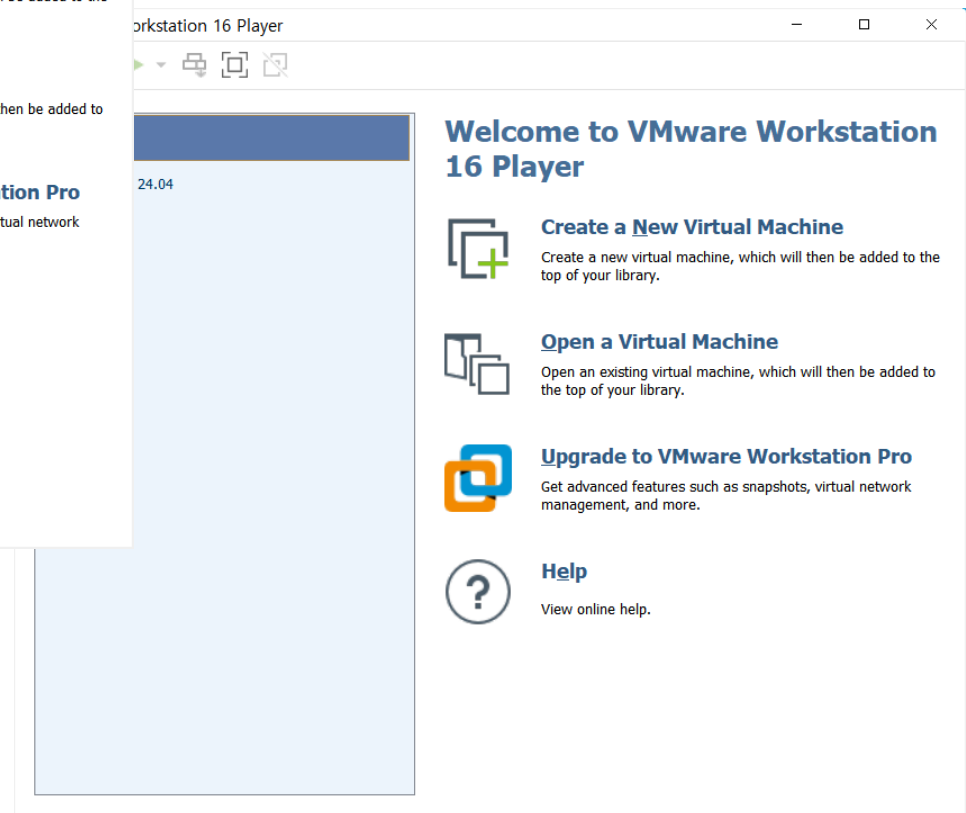 be added to the
hen be added to
tion Pro
tual network
orkstation 16 Player
24.04
Welcome to VMware Workstation
16 Player
Create a New Virtual Machine
Create a new virtual machine, which will then be added to the
top of your library.
Open a Virtual Machine
Open an existing virtual machine, which will then be added to
the top of your library.
Upgrade to VMware Workstation Pro
Get advanced features such as snapshots, virtual network
management, and more.
Help
View online help.